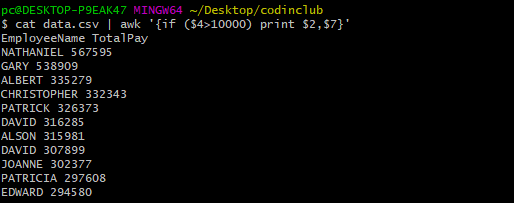 pc@DESKTOP-P9EAK47 MINGW64 ~/Desktop/codinclub
$ cat data.csv | awk '{if ($4>10000) print $2,$7}'
EmployeeName TotalPay
NATHANIEL 567595
GARY 538909
ALBERT 335279
CHRISTOPHER 332343
PATRICK 326373
DAVID 316285
ALSON 315981
DAVID 307899
JOANNE 302377
PATRICIA 297608
EDWARD 294580